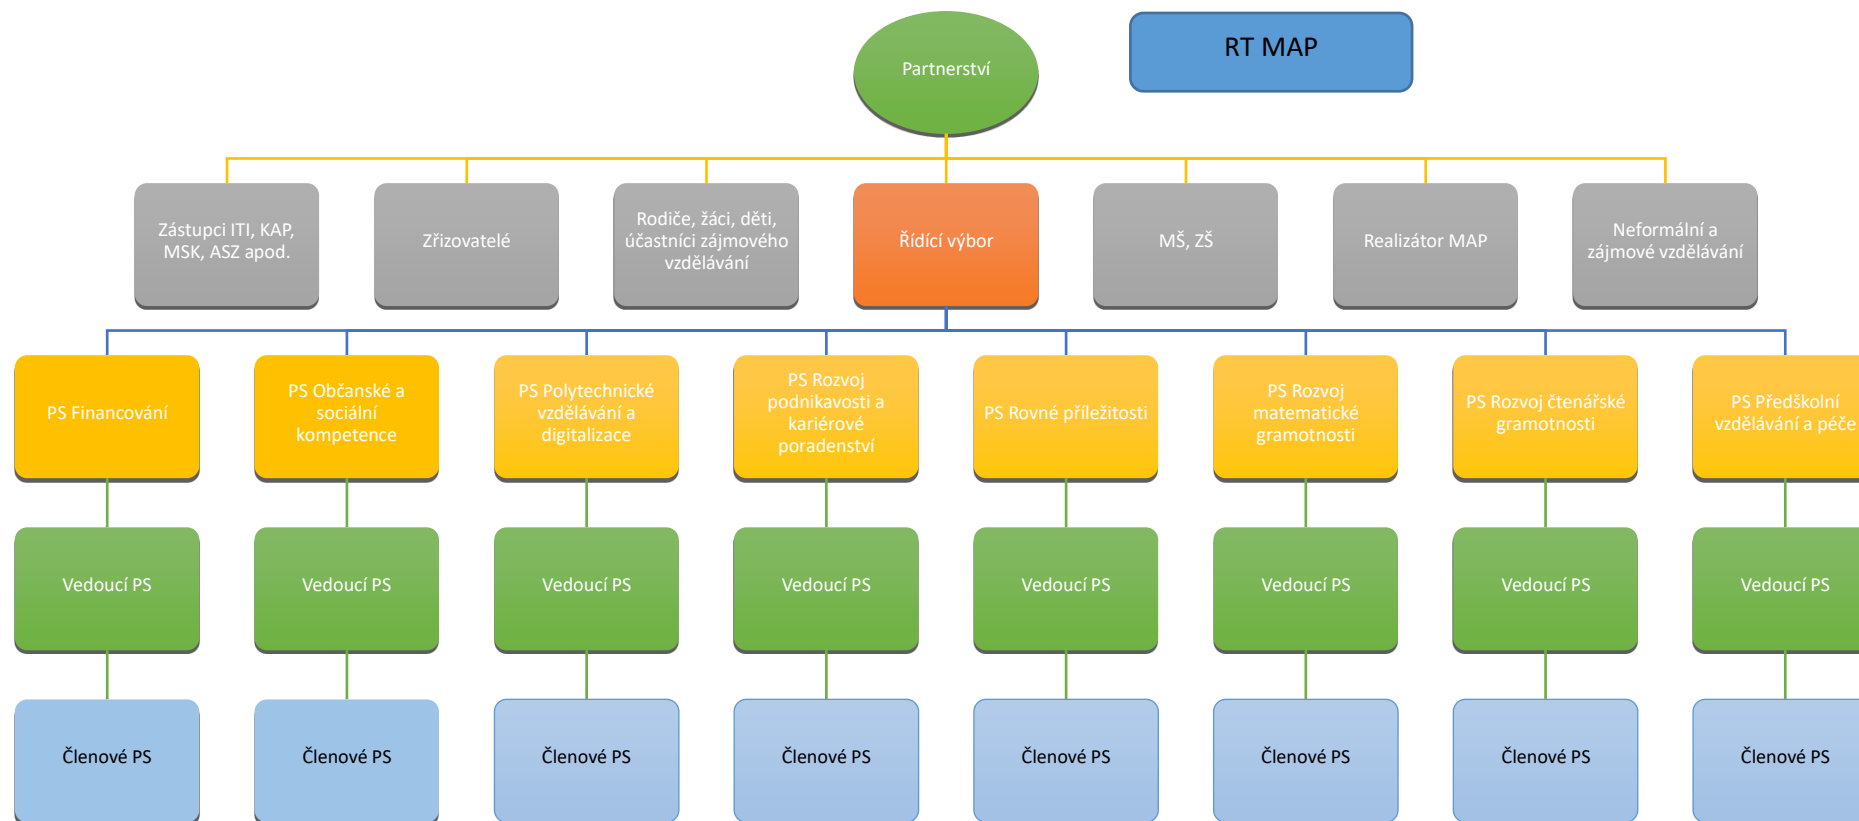 Partnerství
RT MAP
Zástupci ITI, KAP,
MSK, ASZ apod.
Zřizovatelé
Rodiče, žáci, děti,
účastníci zájmového
vzdělávání
Řídící výbor
MŠ, ZŠ
Realizátor MAP
Neformální a
zájmové vzdělávání
PS Financování
PS Občanské a
sociální
kompetence
PS Polytechnické
vzdělávání a
digitalizace
PS Rozvoj
podnikavosti a
kariérové
poradenství
PS Rovné příležitosti
PS Rozvoj
matematické
gramotnosti
PS Rozvoj čtenářské
gramotnosti
PS Předškolní
vzdělávání a péče
Vedoucí PS
Vedoucí PS
Vedoucí PS
Vedoucí PS
Vedoucí PS
Vedoucí PS
Vedoucí PS
Vedoucí PS
Členové PS
Členové PS
Členové PS
Členové PS
Členové PS
Členové PS
Členové PS
Členové PS